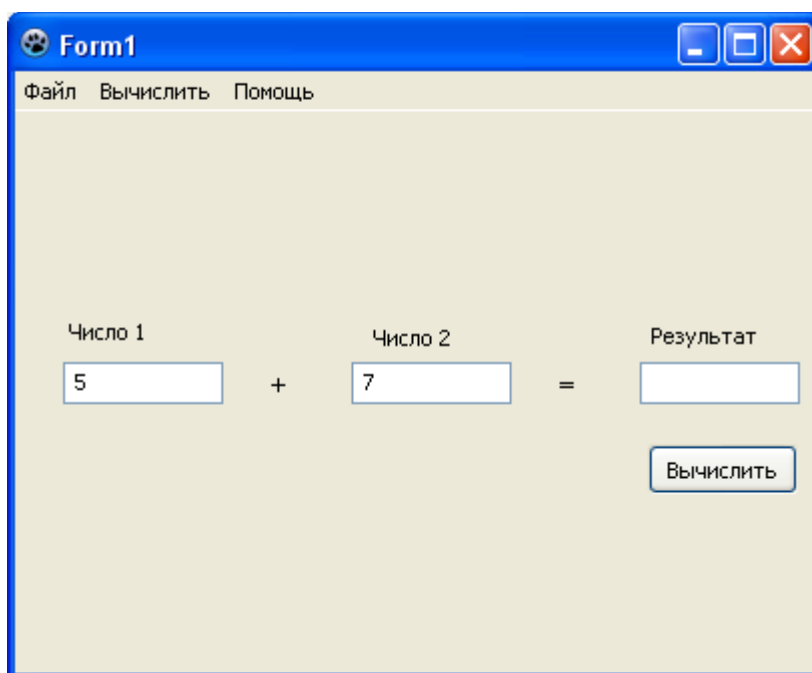 Form1
Файл Вычислить Помощь
Число 1 Число 2 Результат
5 + 7 =
Вычислить